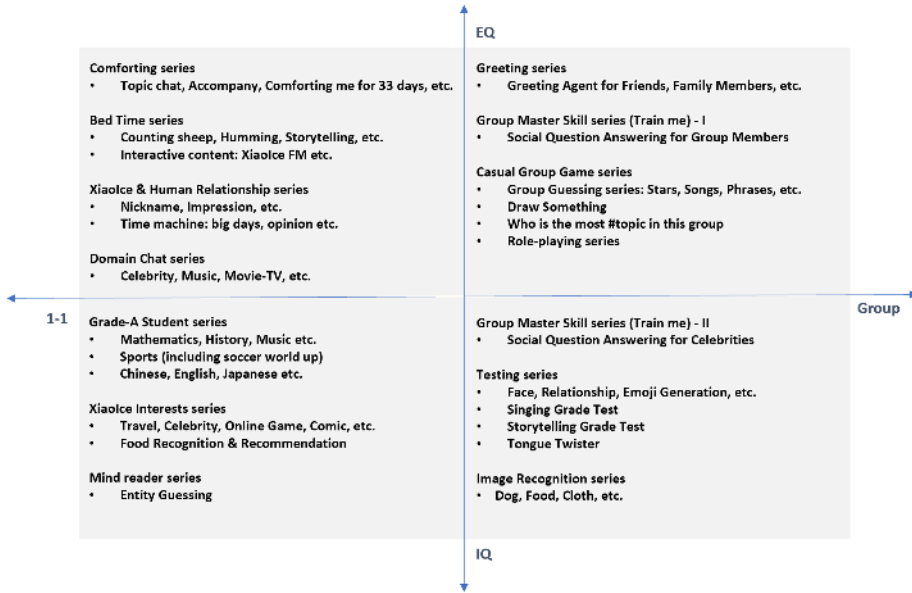 EQ
Comforting series
• Topic chat, Accompany, Comforting me for 33 days, etc.
Bed Time series
• Counting sheep, Humming, Storytelling, etc.
• Interactive content: XiaoIce FM etc.
XiaoIce & Human Relationship series
• Nickname, Impression, etc.
• Time machine: big days, opinion etc.
Domain Chat series
• Celebrity, Music, Movie-TV, etc.
Greeting series
• Greeting Agent for Friends, Family Members, etc.
Group Master Skill series (Train me) - I
• Social Question Answering for Group Members
Casual Group Game series
• Group Guessing series: Stars, Songs, Phrases, etc.
• Draw Something
• Who is the most #topic in this group
• Role-playing series
1-1
Group
Grade-A Student series
• Mathematics, History, Music etc.
• Sports (including soccer world up)
• Chinese, English, Japanese etc.
XiaoIce Interests series
• Travel, Celebrity, Online Game, Comic, etc.
• Food Recognition & Recommendation
Mind reader series
• Entity Guessing
Group Master Skill series (Train me) - II
• Social Question Answering for Celebrities
Testing series
• Face, Relationship, Emoji Generation, etc.
• Singing Grade Test
• Storytelling Grade Test
• Tongue Twister
Image Recognition series
• Dog, Food, Cloth, etc.
IQ